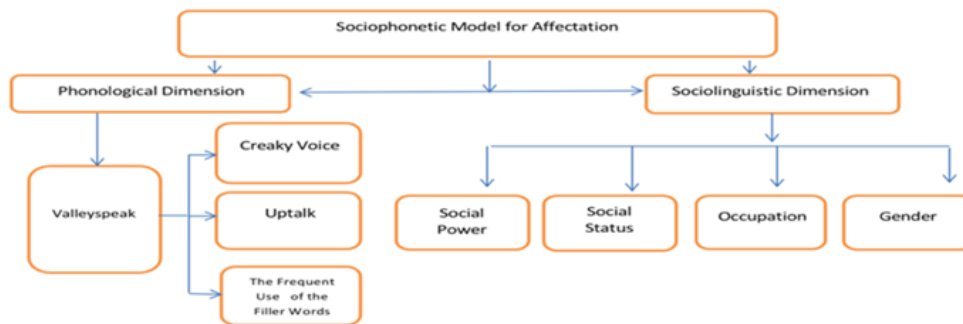 Sociophonetic Model for Affectation
Phonological Dimension
Sociolinguistic Dimension
Creaky Voice
Valleyspeak
Uptalk
The Frequent
Use of the
Filler Words
Social
Power
Social
Status
Occupation
Gender